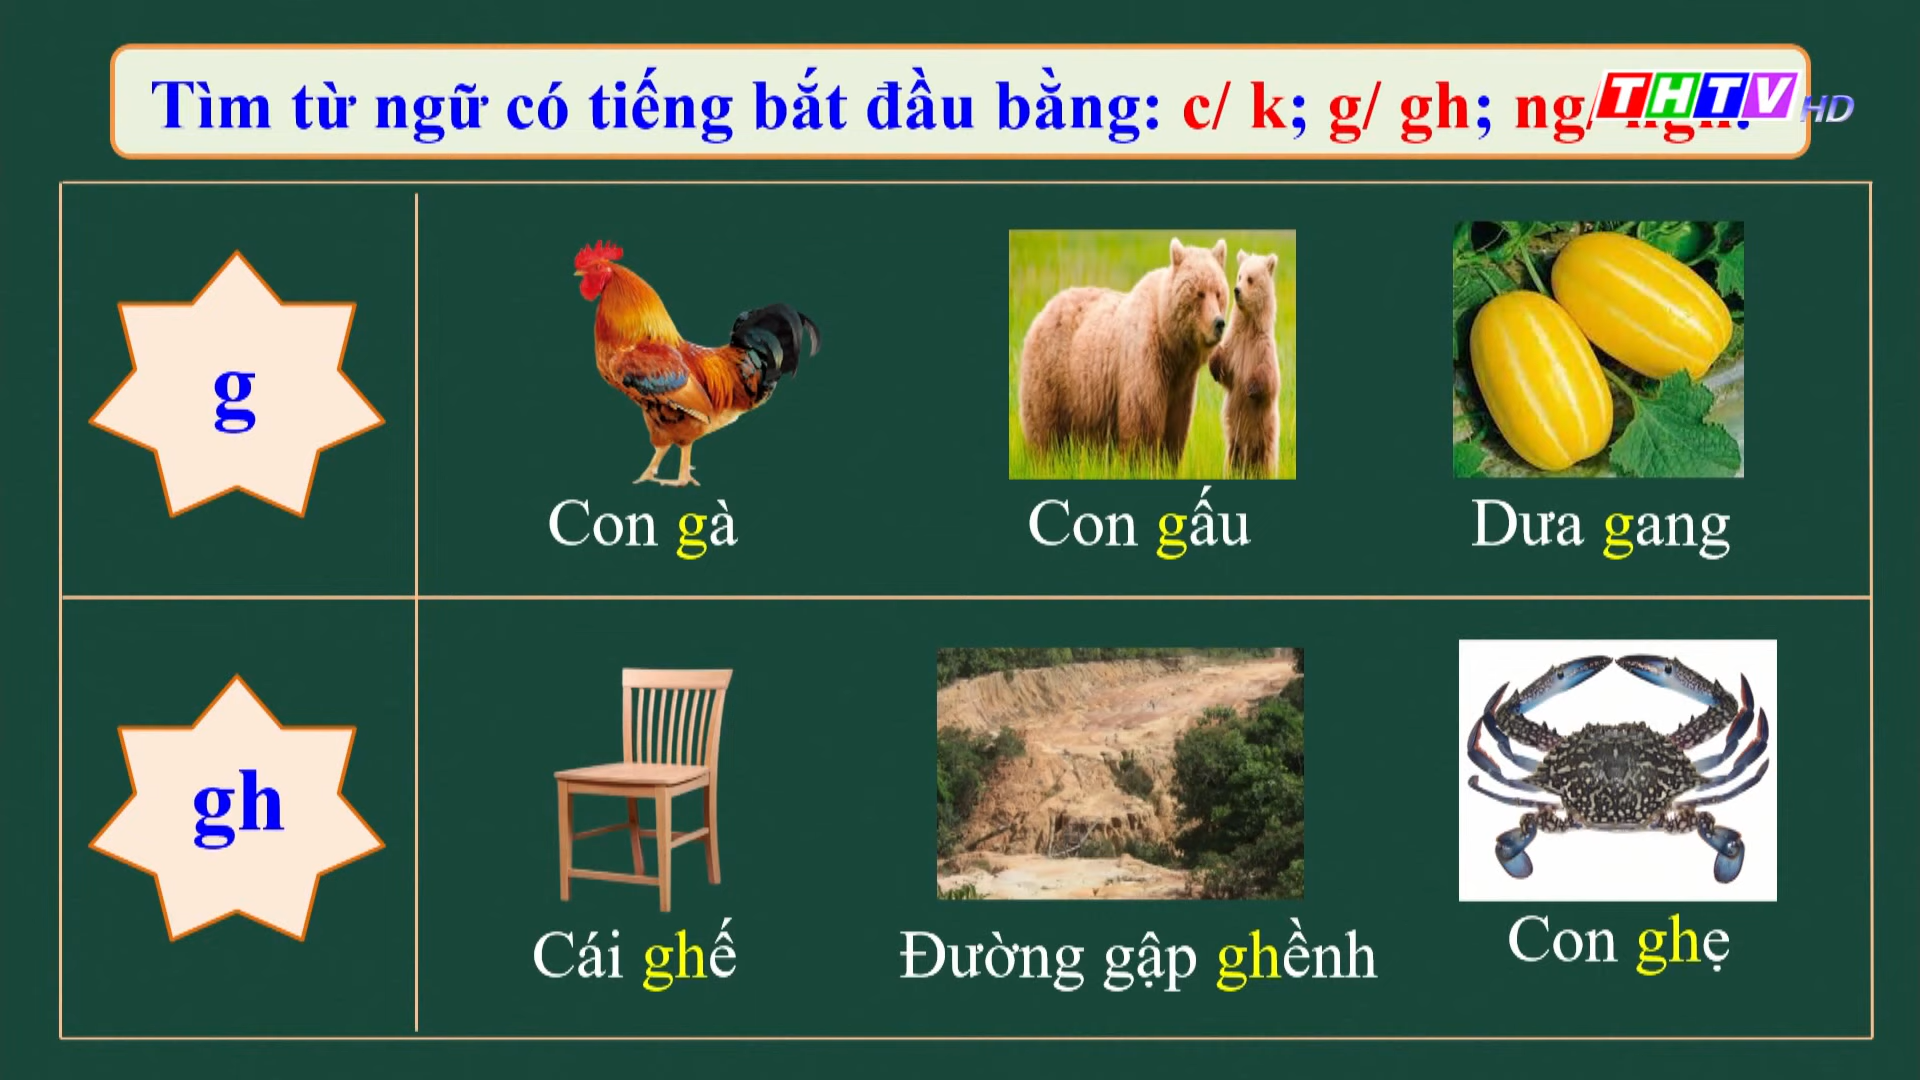 Tìm từ ngữ có tiếng bắt đầu bằng: c/ k; g/ gh; ng/
THTV HD
g
Con gà
Con gấu
Dưa gang
gh
Cái ghế
Đường gập ghềnh
Con ghẹ